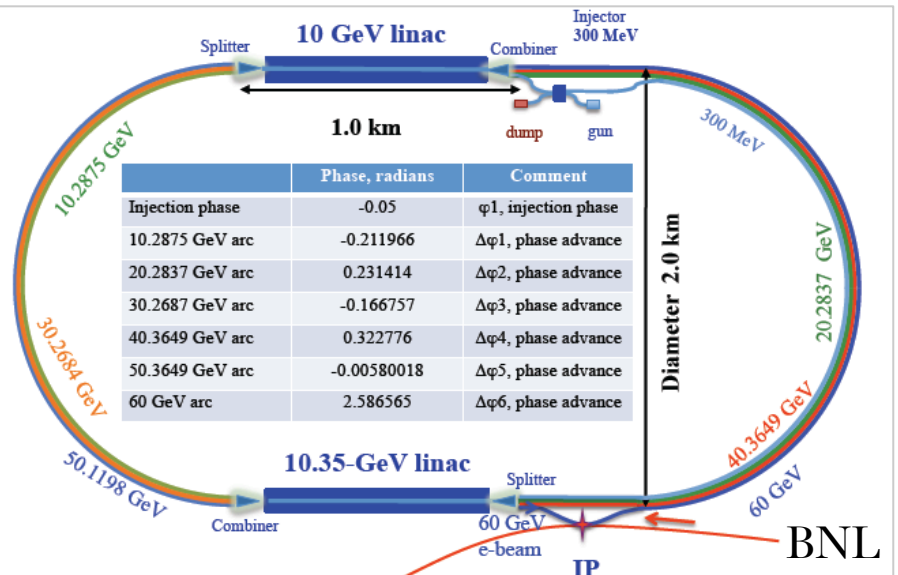 Injector
300 MeV
10 GeV linac
Splitter
Combiner
1.0 km
dump
gun
300 MeV
10.2875 GeV
Phase, radians Comment
Injection phase -0.05 φ1, injection phase
10.2875 GeV arc -0.211966 Δφ1, phase advance
20.2837 GeV arc 0.231414 Δφ2, phase advance
30.2687 GeV arc -0.166757 Δφ3, phase advance
40.3649 GeV arc 0.322776 Δφ4, phase advance
50.3649 GeV arc -0.00580018 Δφ5, phase advance
60 GeV arc 2.586565 Δφ6, phase advance
Diameter 2.0 km
20.2837 GeV
30.2684 GeV
40.3649 GeV
50.1198 GeV
60 GeV
10.35-GeV linac
Splitter
Combiner
60 GeV
e-beam
IP
BNL